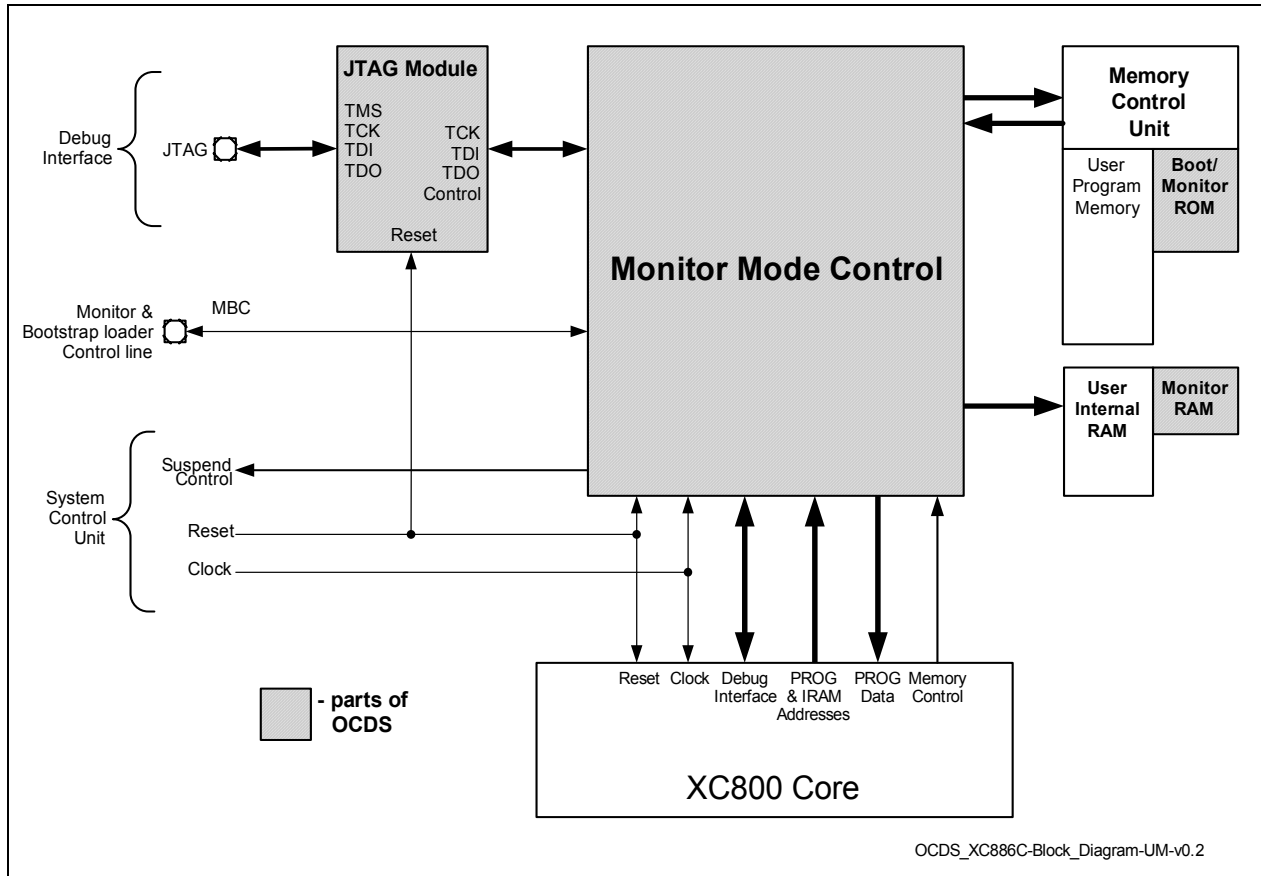 JTAG Module
TMS
TCK
TDI
TDO
TCK
TDI
TDO
Control
Reset
Debug
Interface
JTAG
Monitor Mode Control
Memory
Control
Unit
User
Program
Memory
Boot/
Monitor
ROM
Monitor &
Bootstrap loader
Control line
MBC
User
Internal
RAM
Monitor
RAM
System
Control
Unit
Suspend
Control
Reset
Clock
Reset
Clock
Debug
Interface
PROG
& IRAM
Addresses
PROG
Data
Memory
Control
- parts of
OCDS
XC800 Core
OCDS_XC886C-Block_Diagram-UM-v0.2